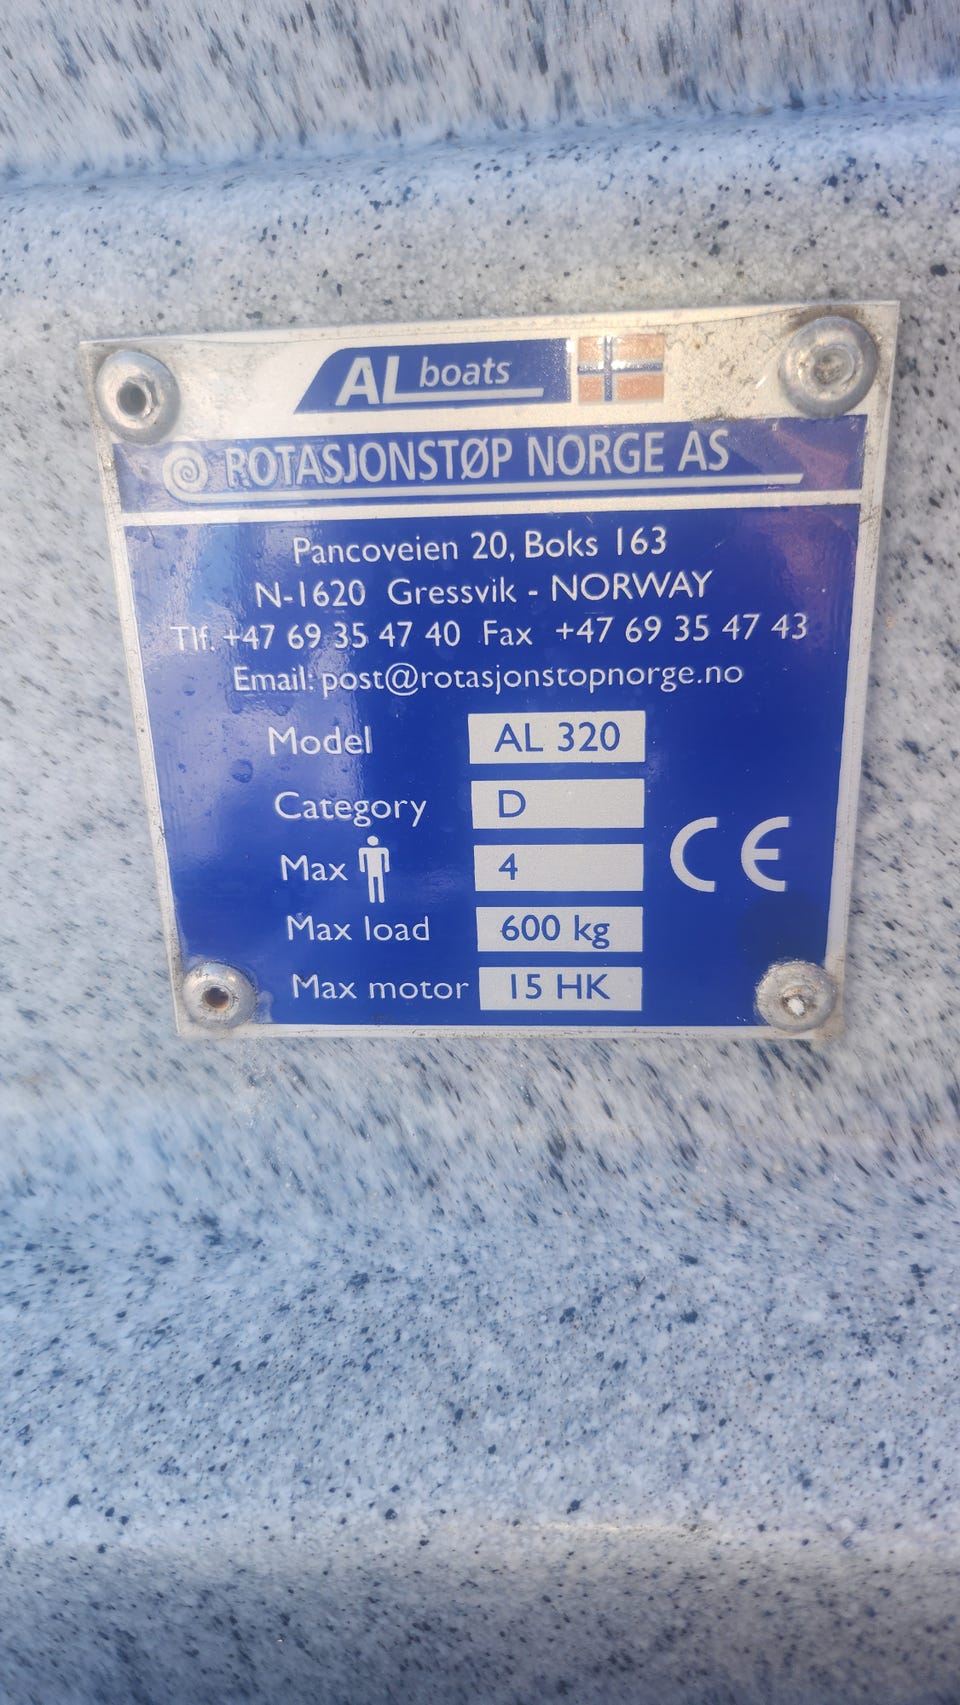 AL boats
ROTASJONSTØP NORGE AS
Pancoveien 20, Boks 163
N-1620 Gressvik - NORWAY
Tlf. +47 69 35 47 40 Fax +47 69 35 47 43
Email: post@rotasjonstopnorge.no
Model AL 320
Category D
Max 4
CE
Max load 600 kg
Max motor 15 HK